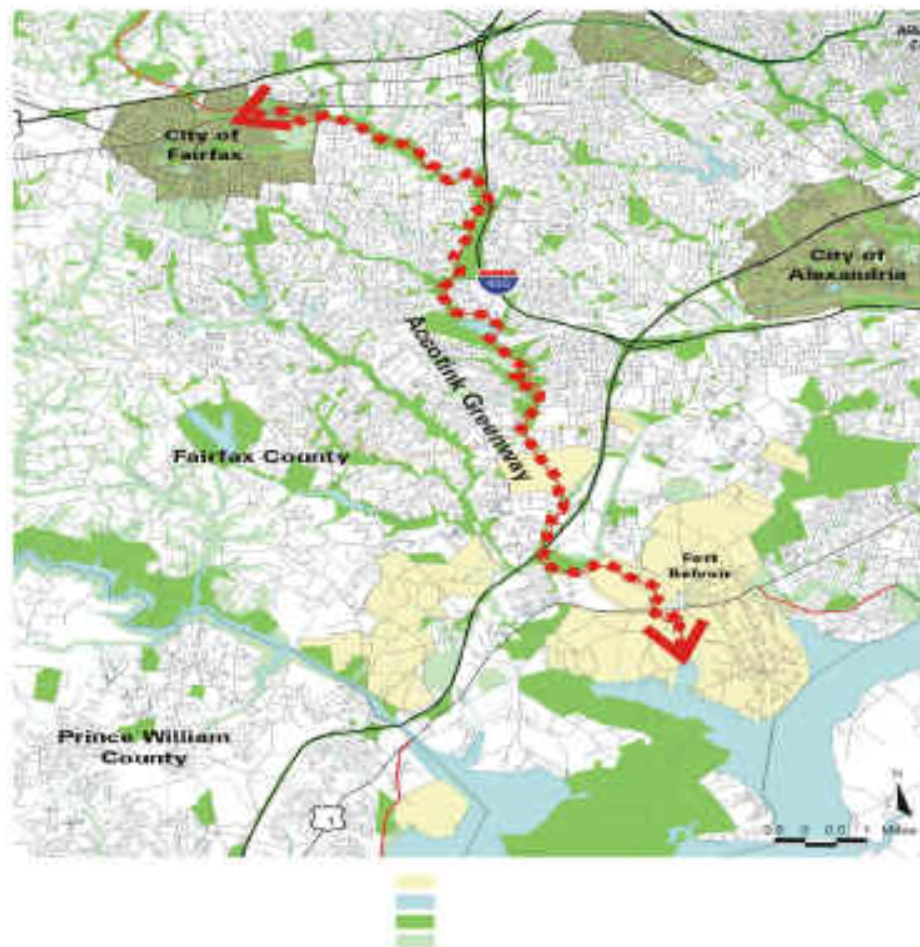 City of
Fairfax
City of
Alexandria
Accotink Greenway
Fairfax County
Fort
Belvoir
Prince William
County
1
N
Miles